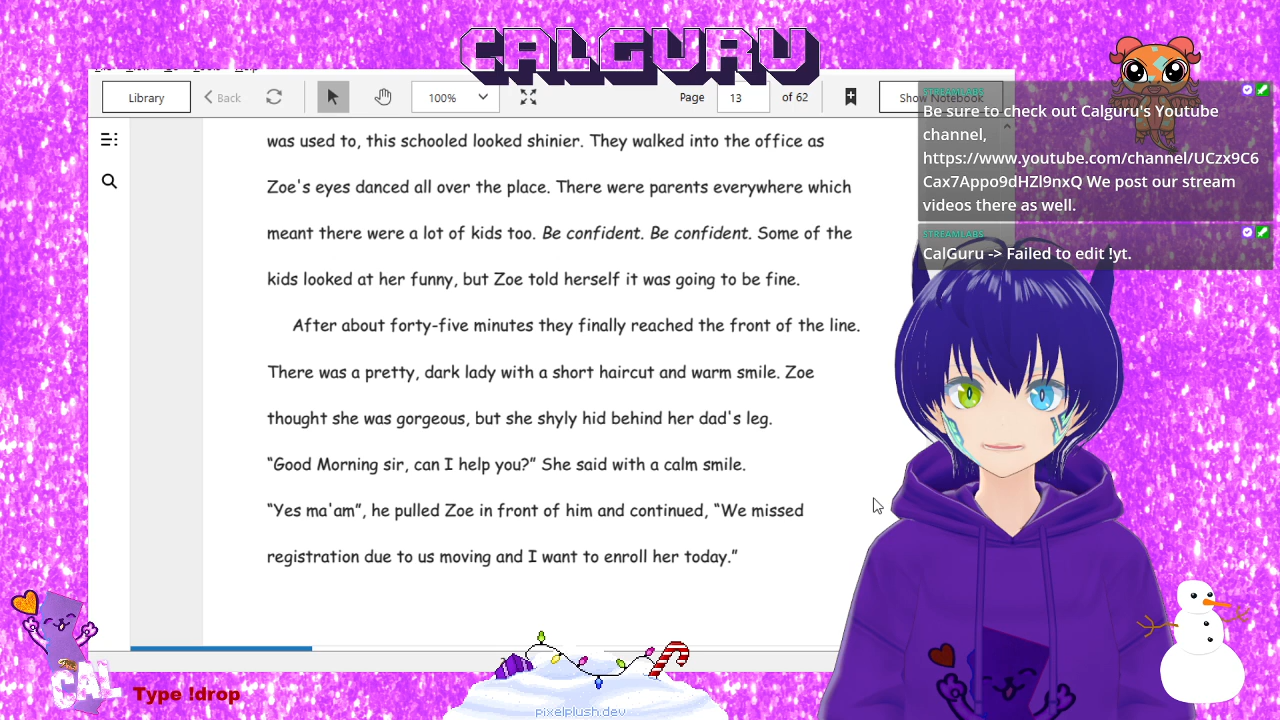 CALGURU
Library
Back
100%
Page 13 of 62
Show Notebook
was used to, this schooled looked shinier. They walked into the office as
Zoe's eyes danced all over the place. There were parents everywhere which
meant there were a lot of kids too. Be confident. Be confident. Some of the
kids looked at her funny, but Zoe told herself it was going to be fine.
After about forty-five minutes they finally reached the front of the line.
There was a pretty, dark lady with a short haircut and warm smile. Zoe
thought she was gorgeous, but she shyly hid behind her dad's leg.
“Good Morning sir, can I help you?” She said with a calm smile.
“Yes ma'am”, he pulled Zoe in front of him and continued, “We missed
registration due to us moving and I want to enroll her today.”
STREAMLABS
Be sure to check out Calguru's Youtube
channel,
https://www.youtube.com/channel/UCzx9C6
Cax7Appo9dHZl9nxQ We post our stream
videos there as well.
STREAMLABS
CalGuru -> Failed to edit !yt.
CAL
Type !drop
pixelplush.dev